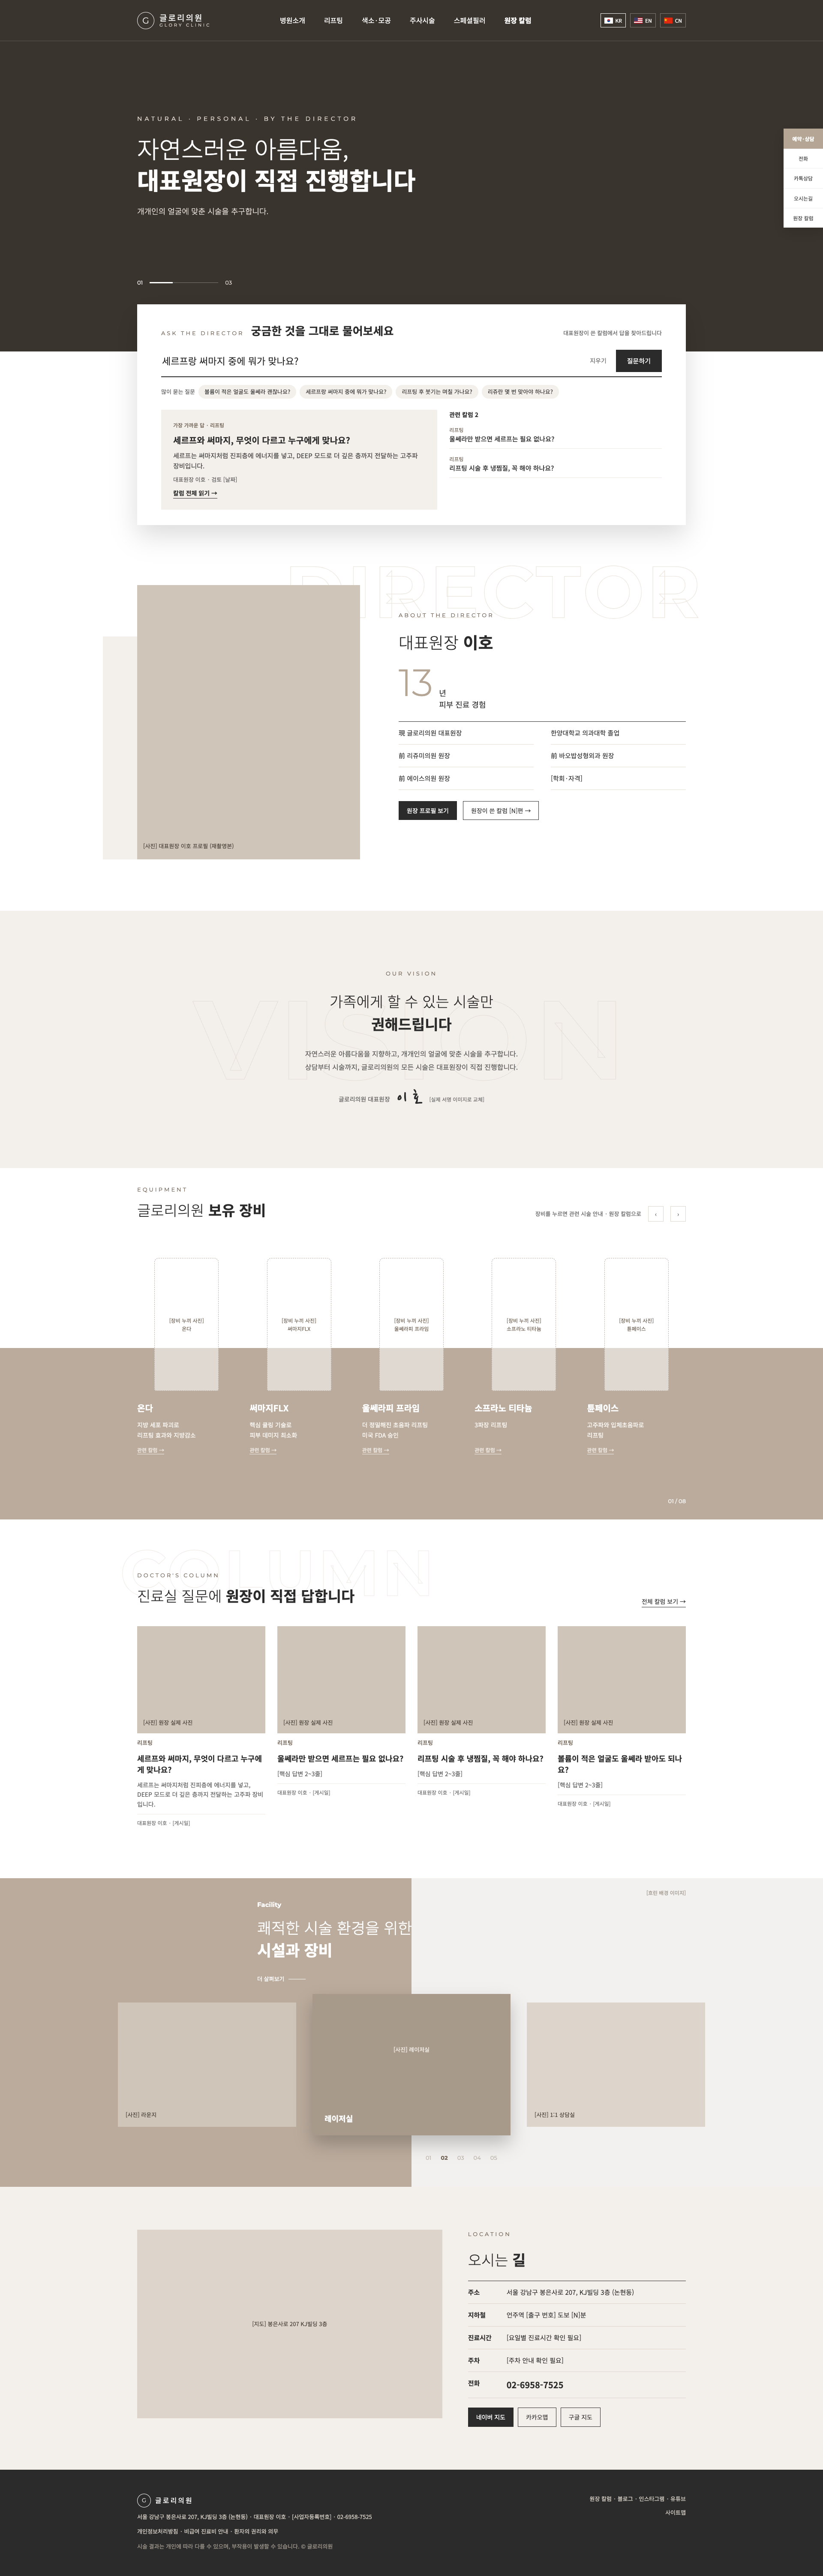 G 글로리의원
GLORY CLINIC
병원소개 리프팅 색소·모공 주사시술 스페셜필러 원장 칼럼
KR EN CN
NATURAL · PERSONAL · BY THE DIRECTOR
자연스러운 아름다움,
대표원장이 직접 진행합니다
개개인의 얼굴에 맞춘 시술을 추구합니다.
01 03
예약·상담
전화
카톡상담
오시는길
원장 칼럼
ASK THE DIRECTOR 궁금한 것을 그대로 물어보세요
대표원장이 쓴 칼럼에서 답을 찾아드립니다
세르프랑 써마지 중에 뭐가 맞나요?
지우기 질문하기
많이 묻는 질문 볼륨이 적은 얼굴도 울쎄라 괜찮나요? 세르프랑 써마지 중에 뭐가 맞나요? 리프팅 후 붓기는 며칠 가나요? 리쥬란 몇 번 맞아야 하나요?
가장 가까운 답 · 리프팅
세르프와 써마지, 무엇이 다르고 누구에게 맞나요?
세르프는 써마지처럼 진피층에 에너지를 넣고, DEEP 모드로 더 깊은 층까지 전달하는 고주파
장비입니다.
대표원장 이호 · 검토 [날짜]
칼럼 전체 읽기 →
관련 칼럼 2
리프팅
울쎄라만 받으면 세르프는 필요 없나요?
리프팅
리프팅 시술 후 냉찜질, 꼭 해야 하나요?
DIRECTOR
ABOUT THE DIRECTOR
대표원장 이호
13 년
피부 진료 경험
現 글로리의원 대표원장
한양대학교 의과대학 졸업
前 리쥬미의원 원장
前 바오밥성형외과 원장
前 에이스의원 원장
[학회·자격]
원장 프로필 보기
원장이 쓴 칼럼 [N]편 →
[사진] 대표원장 이호 프로필 (재촬영본)
OUR VISION
VISION
가족에게 할 수 있는 시술만
권해드립니다
자연스러운 아름다움을 지향하고, 개개인의 얼굴에 맞춘 시술을 추구합니다.
상담부터 시술까지, 글로리의원의 모든 시술은 대표원장이 직접 진행합니다.
글로리의원 대표원장 이 호 [실제 서명 이미지로 교체]
EQUIPMENT
글로리의원 보유 장비
장비를 누르면 관련 시술 안내 · 원장 칼럼으로 ‹ ›
[장비 누끼 사진]
온다
[장비 누끼 사진]
써마지FLX
[장비 누끼 사진]
울쎄라피 프라임
[장비 누끼 사진]
소프라노 티타늄
[장비 누끼 사진]
튠페이스
온다
지방 세포 파괴로
리프팅 효과와 지방감소
관련 칼럼 →
써마지FLX
핵심 쿨링 기술로
피부 데미지 최소화
관련 칼럼 →
울쎄라피 프라임
더 정밀해진 초음파 리프팅
미국 FDA 승인
관련 칼럼 →
소프라노 티타늄
3파장 리프팅
관련 칼럼 →
튠페이스
고주파와 입체초음파로
리프팅
관련 칼럼 →
01 / 08
COLUMN
DOCTOR'S COLUMN
진료실 질문에 원장이 직접 답합니다
전체 칼럼 보기 →
[사진] 원장 실제 사진
리프팅
세르프와 써마지, 무엇이 다르고 누구에
게 맞나요?
세르프는 써마지처럼 진피층에 에너지를 넣고,
DEEP 모드로 더 깊은 층까지 전달하는 고주파 장비
입니다.
대표원장 이호 · [게시일]
[사진] 원장 실제 사진
리프팅
울쎄라만 받으면 세르프는 필요 없나요?
[핵심 답변 2~3줄]
대표원장 이호 · [게시일]
[사진] 원장 실제 사진
리프팅
리프팅 시술 후 냉찜질, 꼭 해야 하나요?
[핵심 답변 2~3줄]
대표원장 이호 · [게시일]
[사진] 원장 실제 사진
리프팅
볼륨이 적은 얼굴도 울쎄라 받아도 되나
요?
[핵심 답변 2~3줄]
대표원장 이호 · [게시일]
Facility
쾌적한 시술 환경을 위한
시설과 장비
더 살펴보기
[흐린 배경 이미지]
[사진] 라운지
[사진] 레이저실
레이저실
[사진] 1:1 상담실
01 02 03 04 05
[지도] 봉은사로 207 KJ빌딩 3층
LOCATION
오시는 길
주소 서울 강남구 봉은사로 207, KJ빌딩 3층 (논현동)
지하철 언주역 [출구 번호] 도보 [N]분
진료시간 [요일별 진료시간 확인 필요]
주차 [주차 안내 확인 필요]
전화 02-6958-7525
네이버 지도 카카오맵 구글 지도
G 글로리의원
서울 강남구 봉은사로 207, KJ빌딩 3층 (논현동) · 대표원장 이호 · [사업자등록번호] · 02-6958-7525
개인정보처리방침 · 비급여 진료비 안내 · 환자의 권리와 의무
시술 결과는 개인에 따라 다를 수 있으며, 부작용이 발생할 수 있습니다. © 글로리의원
원장 칼럼 · 블로그 · 인스타그램 · 유튜브
사이트맵